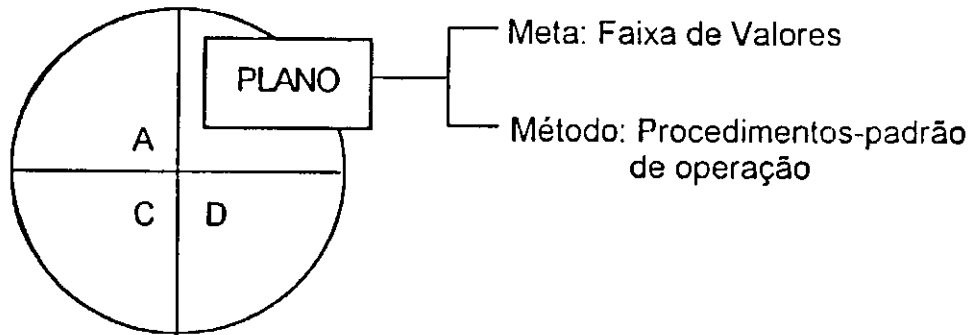 PLANO
Meta: Faixa de Valores
Método: Procedimentos-padrão
de operação
A
C
D